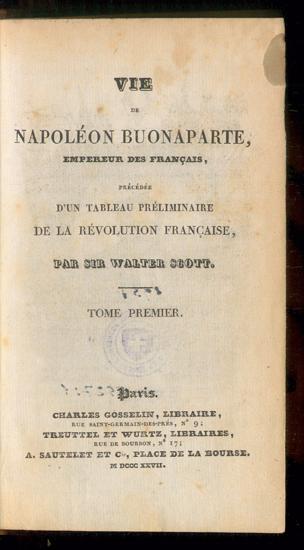 VIE
DE
NAPOLÉON BUONAPARTE,
EMPEREUR DES FRANÇAIS,
PRÉCÉDÉE
D'UN TABLEAU PRÉLIMINAIRE
DE LA RÉVOLUTION FRANÇAISE,
PAR SIR WALTER SCOTT.
TOME PREMIER.
Paris.
CHARLES GOSSELIN, LIBRAIRE,
RUE SAINT-GERMAIN-DES-PRÉS, N° 9;
TREUTTEL ET WURTZ, LIBRAIRES,
RUE DE BOURBON, N° 17;
A. SAUTELET ET Cie, PLACE DE LA BOURSE.
M DCCC XXVII.